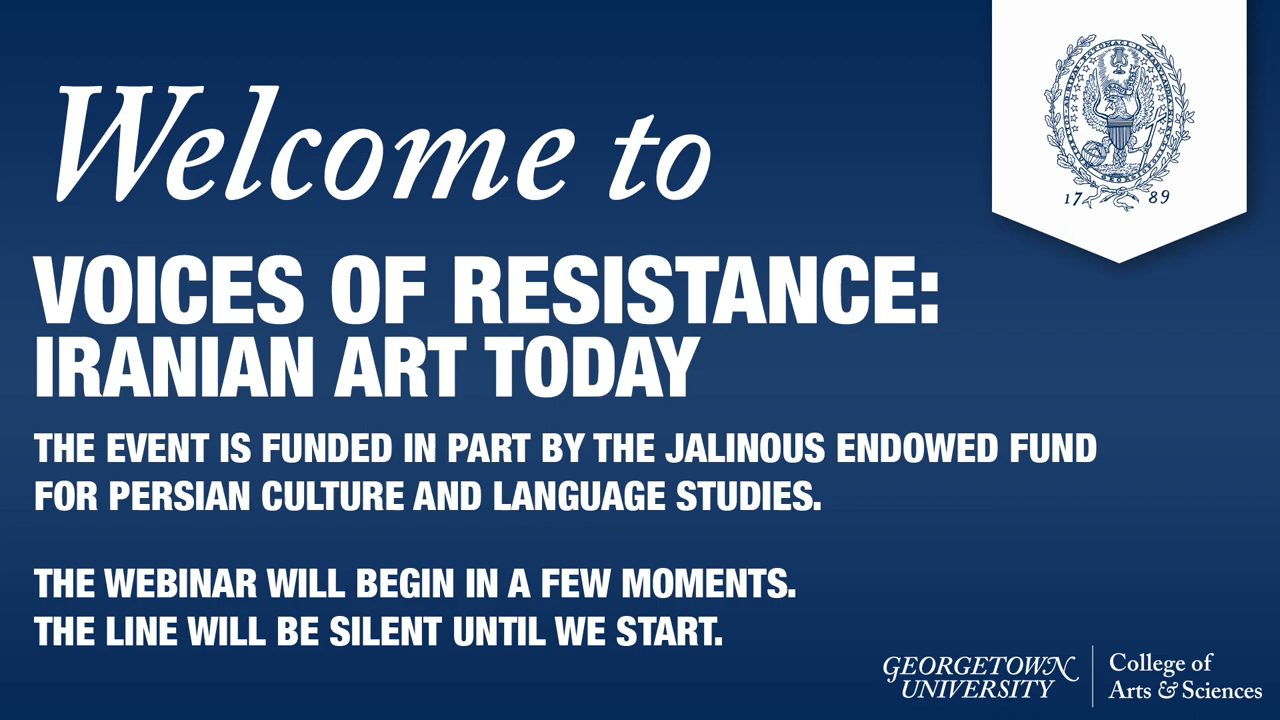 Welcome to
VOICES OF RESISTANCE:
IRANIAN ART TODAY
THE EVENT IS FUNDED IN PART BY THE JALINOUS ENDOWED FUND
FOR PERSIAN CULTURE AND LANGUAGE STUDIES.
THE WEBINAR WILL BEGIN IN A FEW MOMENTS.
THE LINE WILL BE SILENT UNTIL WE START.
17 89
GEORGETOWN
UNIVERSITY
College of
Arts & Sciences